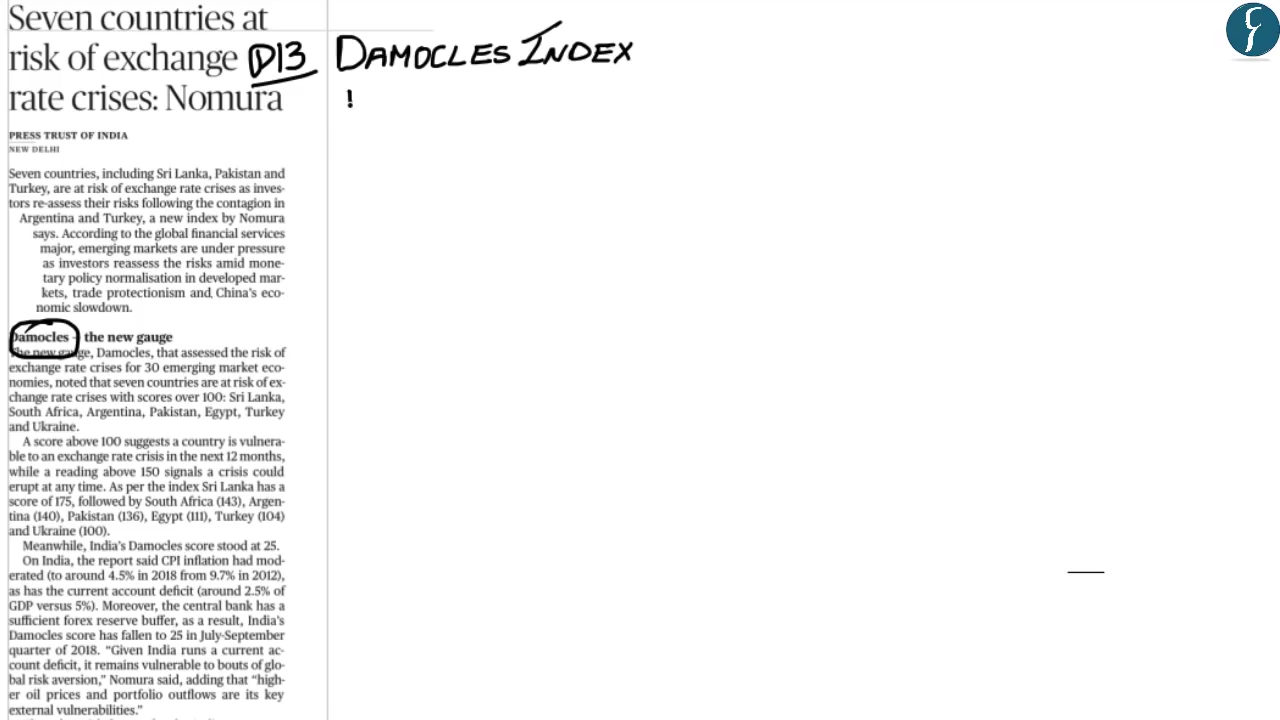 Seven countries at
risk of exchange
rate crises: Nomura
D13
DAMOCLES INDEX
!
PRESS TRUST OF INDIA
NEW DELHI
Seven countries, including Sri Lanka, Pakistan and
Turkey, are at risk of exchange rate crises as inves-
tors re-assess their risks following the contagion in
Argentina and Turkey, a new index by Nomura
says. According to the global financial services
major, emerging markets are under pressure
as investors reassess the risks amid mone-
tary policy normalisation in developed mar-
kets, trade protectionism and China's eco-
nomic slowdown.
Damocles - the new gauge
The new gauge, Damocles, that assessed the risk of
exchange rate crises for 30 emerging market eco-
nomies, noted that seven countries are at risk of ex-
change rate crises with scores over 100: Sri Lanka,
South Africa, Argentina, Pakistan, Egypt, Turkey
and Ukraine.
A score above 100 suggests a country is vulnera-
ble to an exchange rate crisis in the next 12 months,
while a reading above 150 signals a crisis could
erupt at any time. As per the index Sri Lanka has a
score of 175, followed by South Africa (143), Argen-
tina (140), Pakistan (136), Egypt (111), Turkey (104)
and Ukraine (100).
Meanwhile, India's Damocles score stood at 25.
On India, the report said CPI inflation had mod-
erated (to around 4.5% in 2018 from 9.7% in 2012),
as has the current account deficit (around 2.5% of
GDP versus 5%). Moreover, the central bank has a
sufficient forex reserve buffer, as a result, India's
Damocles score has fallen to 25 in July-September
quarter of 2018. “Given India runs a current ac-
count deficit, it remains vulnerable to bouts of glo-
bal risk aversion,” Nomura said, adding that “high-
er oil prices and portfolio outflows are its key
external vulnerabilities.”